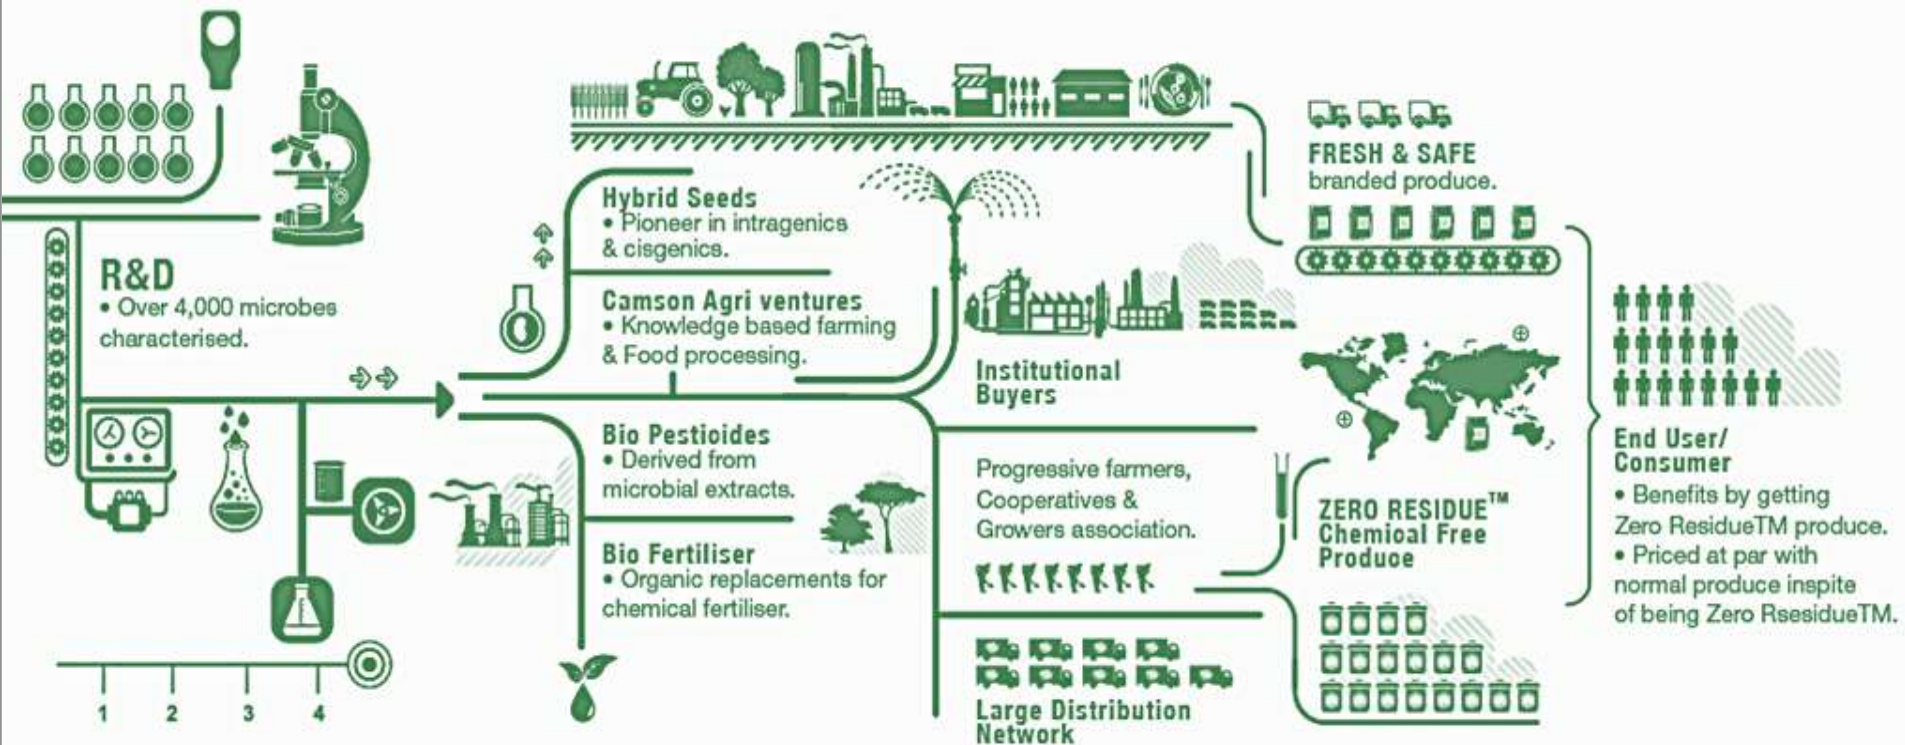 R&D
• Over 4,000 microbes
characterised.
1 2 3 4
Hybrid Seeds
• Pioneer in intragenics
& cisgenics.
Camson Agri ventures
• Knowledge based farming
& Food processing.
Bio Pestioides
• Derived from
microbial extracts.
Bio Fertiliser
• Organic replacements for
chemical fertiliser.
Institutional
Buyers
Progressive farmers,
Cooperatives &
Growers association.
Large Distribution
Network
FRESH & SAFE
branded produce.
ZERO RESIDUE™
Chemioal Free
Produoe
End User/
Consumer
• Benefits by getting
Zero ResidueTM produce.
• Priced at par with
normal produce inspite
of being Zero RsesidueTM.